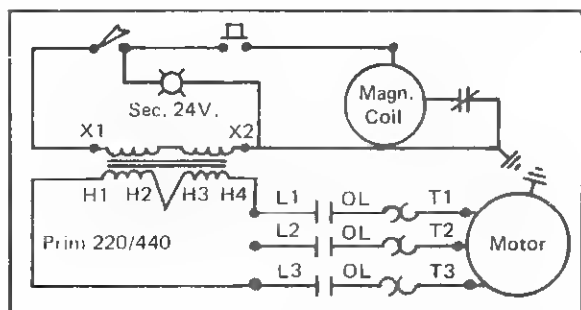 Magn.
Coil
Sec. 24V.
X1 X2
H1 H2 H3 H4
Prim 220/440
L1 OL T1
L2 OL T2
L3 OL T3
Motor